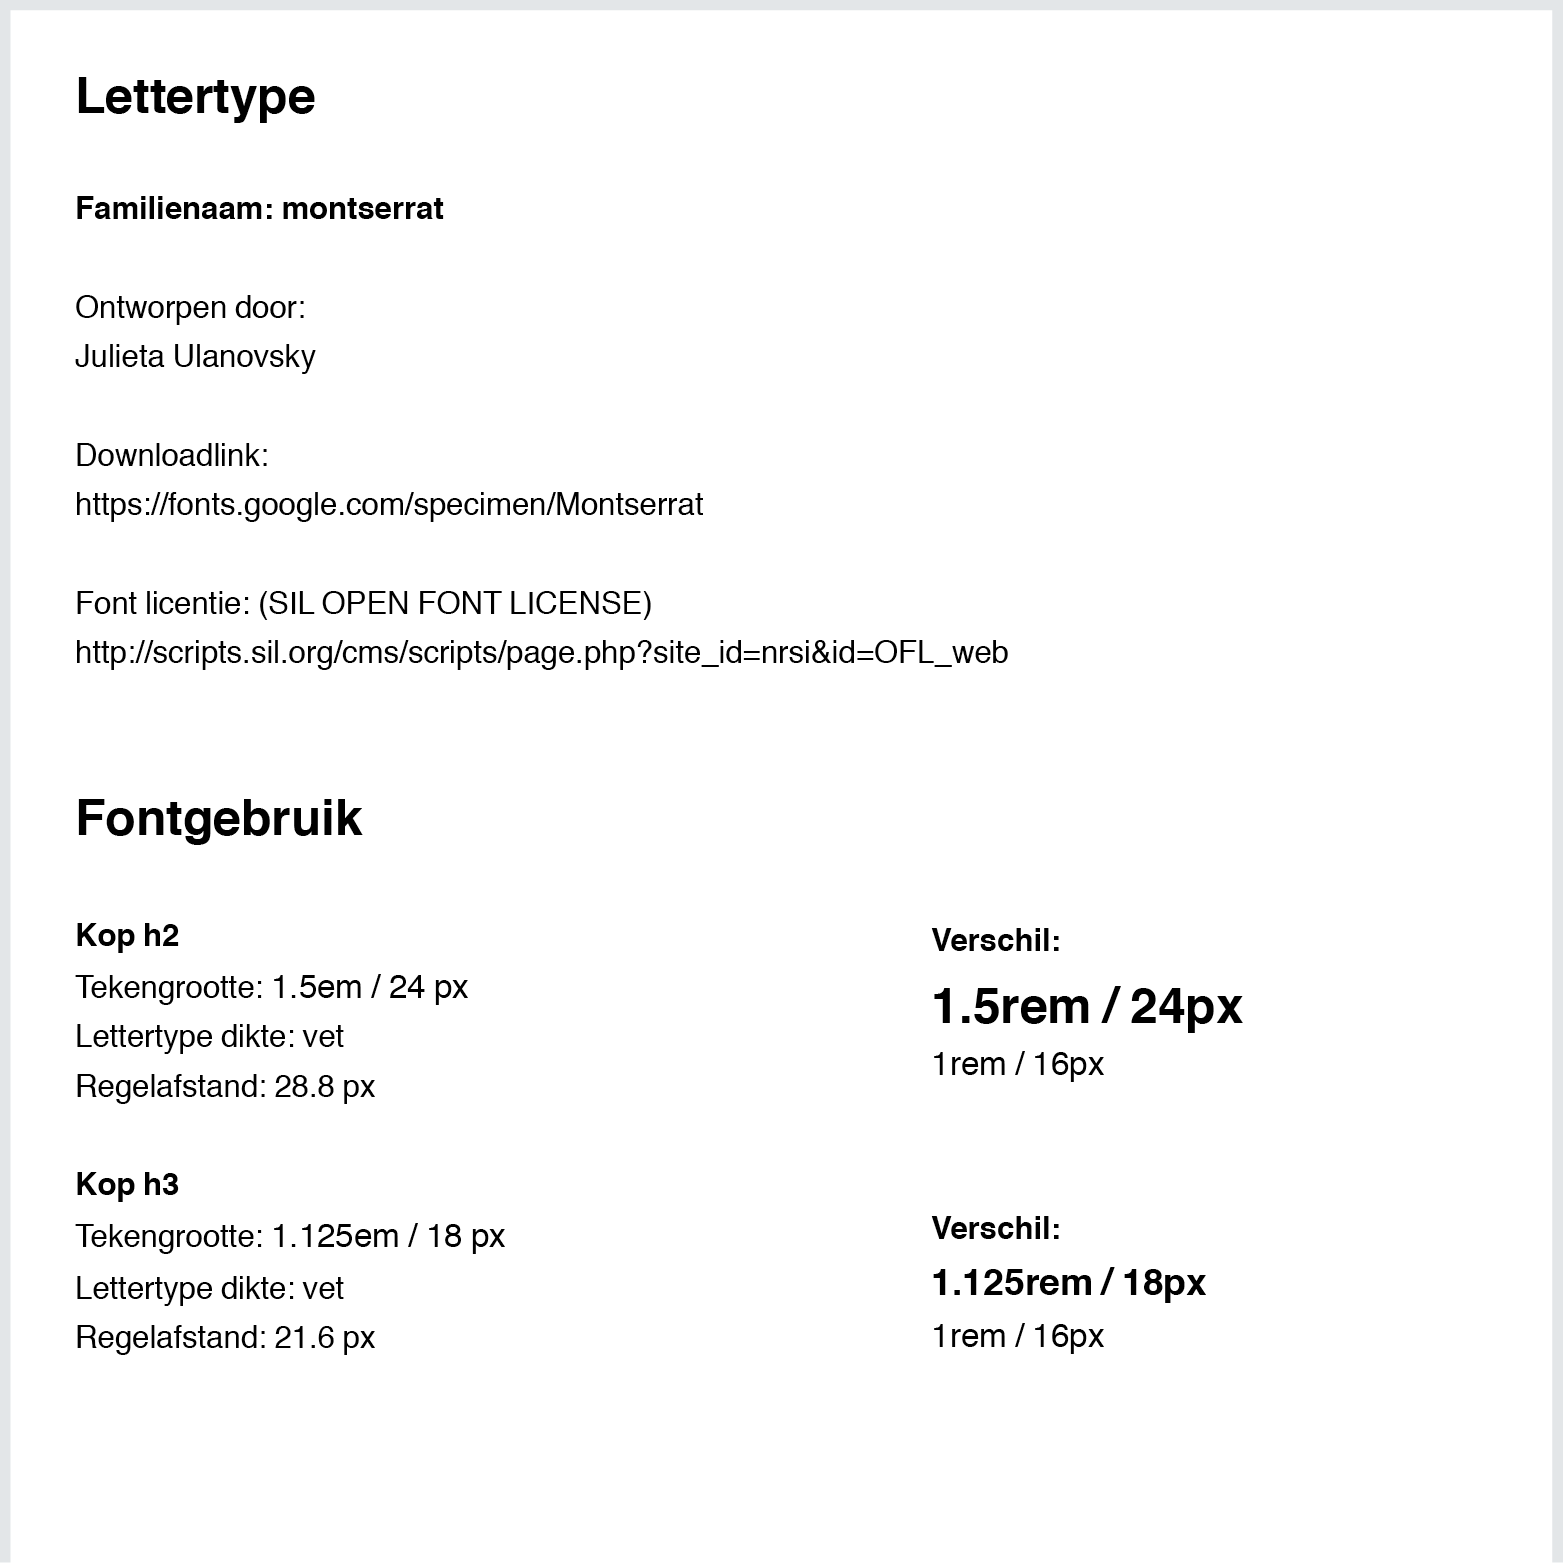 Lettertype
Familienaam: montserrat
Ontworpen door:
Julieta Ulanovsky
Downloadlink:
https://fonts.google.com/specimen/Montserrat
Font licentie: (SIL OPEN FONT LICENSE)
http://scripts.sil.org/cms/scripts/page.php?site_id=nrsi&id=OFL_web
Fontgebruik
Kop h2
Tekengrootte: 1.5em / 24 px
Lettertype dikte: vet
Regelafstand: 28.8 px
Verschil:
1.5rem / 24px
1rem / 16px
Kop h3
Tekengrootte: 1.125em / 18 px
Lettertype dikte: vet
Regelafstand: 21.6 px
Verschil:
1.125rem / 18px
1rem / 16px